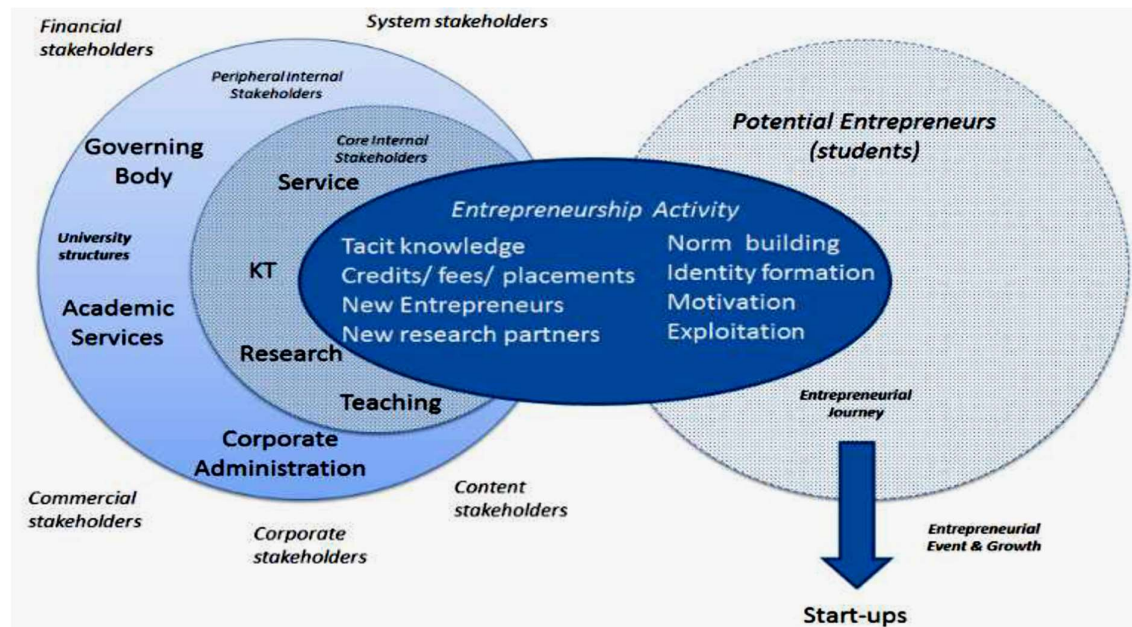 Financial
stakeholders
System stakeholders
Peripheral Internal
Stakeholders
Governing
Body
Core Internal
Stakeholders
Service
University
structures
KT
Academic
Services
Research
Teaching
Corporate
Administration
Commercial
stakeholders
Corporate
stakeholders
Content
stakeholders
Entrepreneurship Activity
Tacit knowledge
Credits/ fees/ placements
New Entrepreneurs
New research partners
Norm building
Identity formation
Motivation
Exploitation
Potential Entrepreneurs
(students)
Entrepreneurial
Journey
Entrepreneurial
Event & Growth
Start-ups